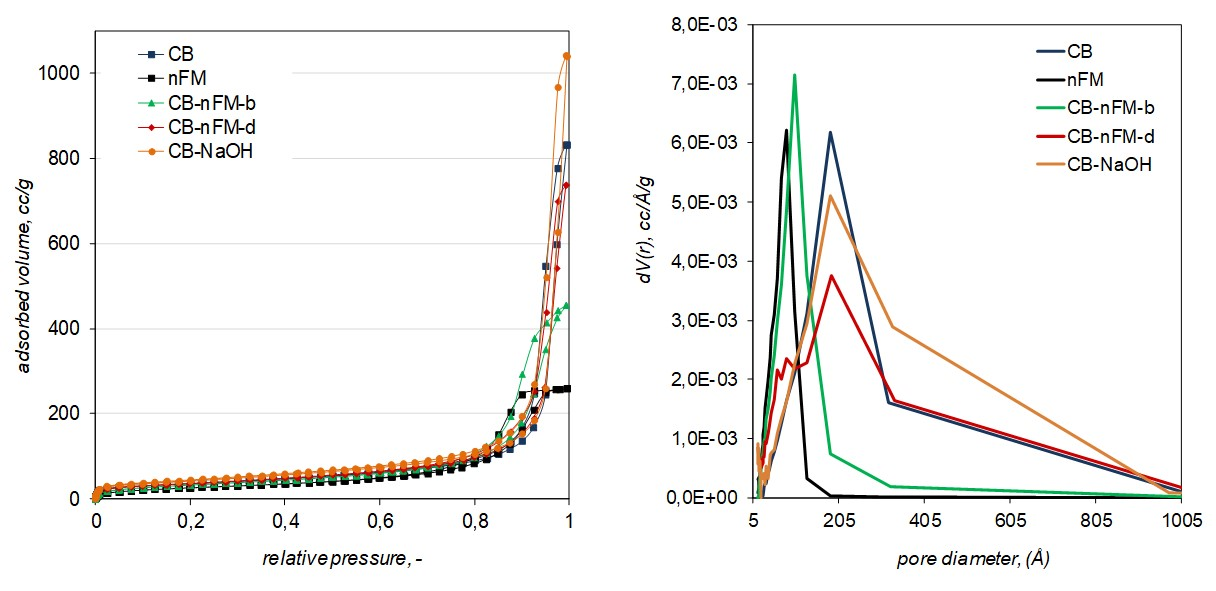 adsorbed volume, cc/g
1000
800
600
400
200
0
CB
nFM
CB-nFM-b
CB-nFM-d
CB-NaOH
0
0,2
0,4
0,6
0,8
1
relative pressure, -
dV(r), cc/Å/g
8,0E-03
7,0E-03
6,0E-03
5,0E-03
4,0E-03
3,0E-03
2,0E-03
1,0E-03
0,0E+00
CB
nFM
CB-nFM-b
CB-nFM-d
CB-NaOH
5
205
405
605
805
1005
pore diameter, (Å)